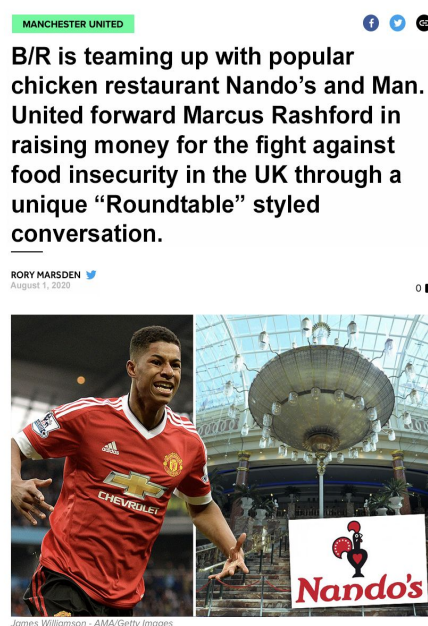 MANCHESTER UNITED
B/R is teaming up with popular
chicken restaurant Nando's and Man.
United forward Marcus Rashford in
raising money for the fight against
food insecurity in the UK through a
unique “Roundtable” styled
conversation.
RORY MARSDEN
August 1, 2020
0
adidas
CHEVROLET
Nando's
James Williamson - AMA/Getty Images